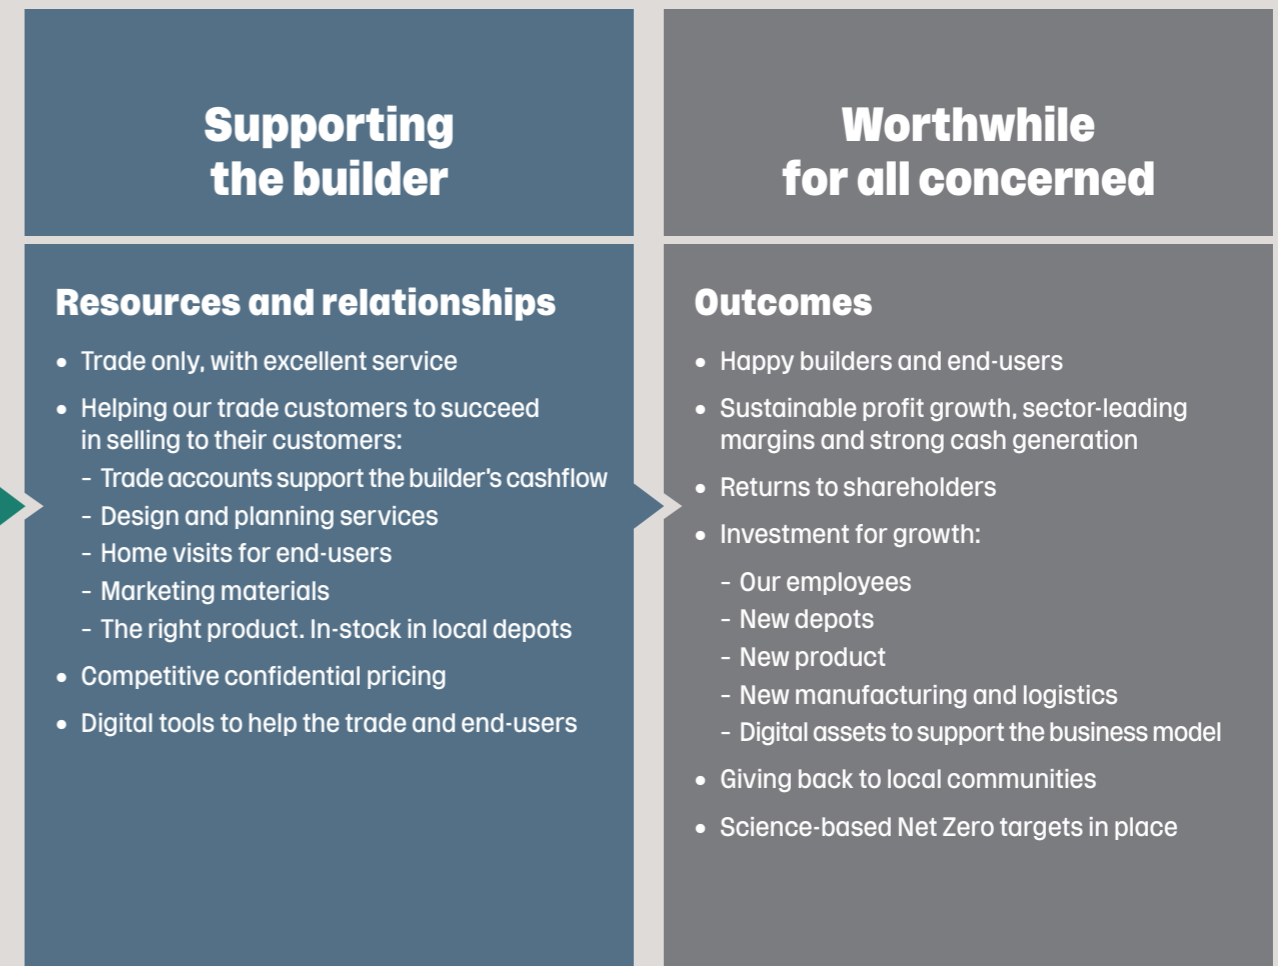 Supporting
the builder
Resources and relationships
• Trade only, with excellent service
• Helping our trade customers to succeed
in selling to their customers:
– Trade accounts support the builder's cashflow
– Design and planning services
– Home visits for end-users
– Marketing materials
– The right product. In-stock in local depots
• Competitive confidential pricing
• Digital tools to help the trade and end-users
Worthwhile
for all concerned
Outcomes
• Happy builders and end-users
• Sustainable profit growth, sector-leading
margins and strong cash generation
• Returns to shareholders
• Investment for growth:
– Our employees
– New depots
– New product
– New manufacturing and logistics
– Digital assets to support the business model
• Giving back to local communities
• Science-based Net Zero targets in place